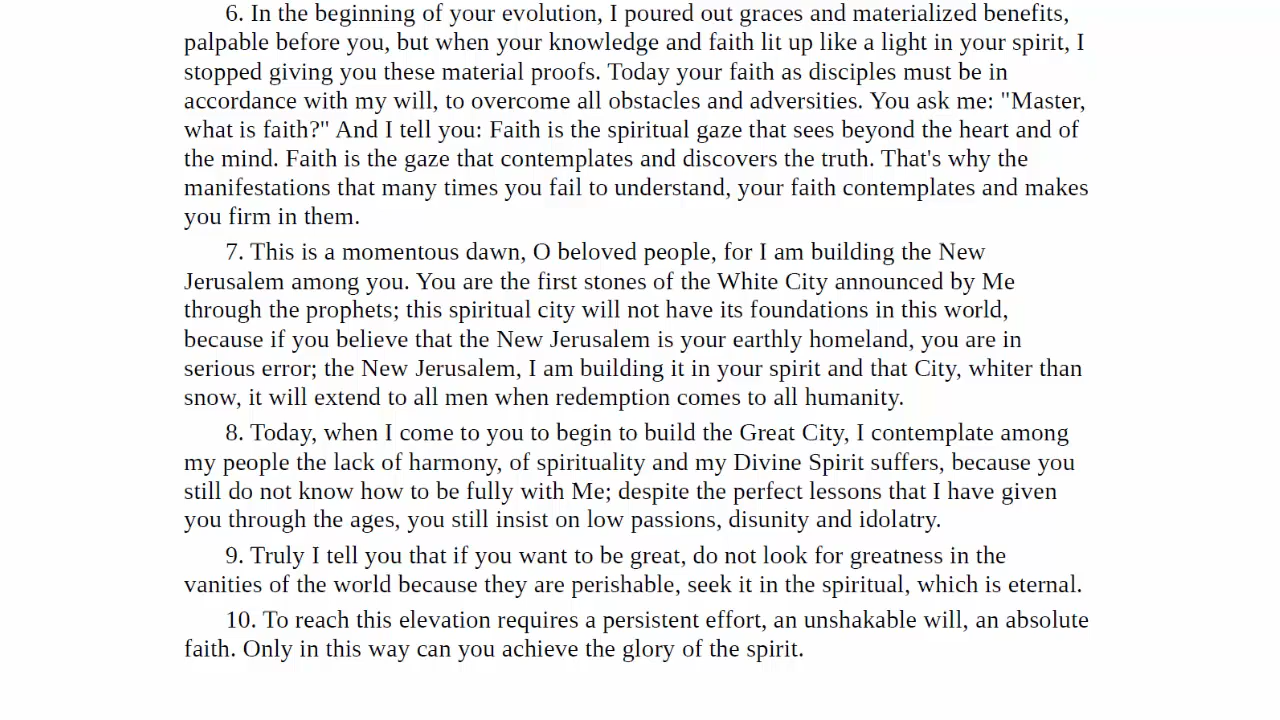 6. In the beginning of your evolution, I poured out graces and materialized benefits,
palpable before you, but when your knowledge and faith lit up like a light in your spirit, I
stopped giving you these material proofs. Today your faith as disciples must be in
accordance with my will, to overcome all obstacles and adversities. You ask me: "Master,
what is faith?" And I tell you: Faith is the spiritual gaze that sees beyond the heart and of
the mind. Faith is the gaze that contemplates and discovers the truth. That's why the
manifestations that many times you fail to understand, your faith contemplates and makes
you firm in them.
7. This is a momentous dawn, O beloved people, for I am building the New
Jerusalem among you. You are the first stones of the White City announced by Me
through the prophets; this spiritual city will not have its foundations in this world,
because if you believe that the New Jerusalem is your earthly homeland, you are in
serious error; the New Jerusalem, I am building it in your spirit and that City, whiter than
snow, it will extend to all men when redemption comes to all humanity.
8. Today, when I come to you to begin to build the Great City, I contemplate among
my people the lack of harmony, of spirituality and my Divine Spirit suffers, because you
still do not know how to be fully with Me; despite the perfect lessons that I have given
you through the ages, you still insist on low passions, disunity and idolatry.
9. Truly I tell you that if you want to be great, do not look for greatness in the
vanities of the world because they are perishable, seek it in the spiritual, which is eternal.
10. To reach this elevation requires a persistent effort, an unshakable will, an absolute
faith. Only in this way can you achieve the glory of the spirit.